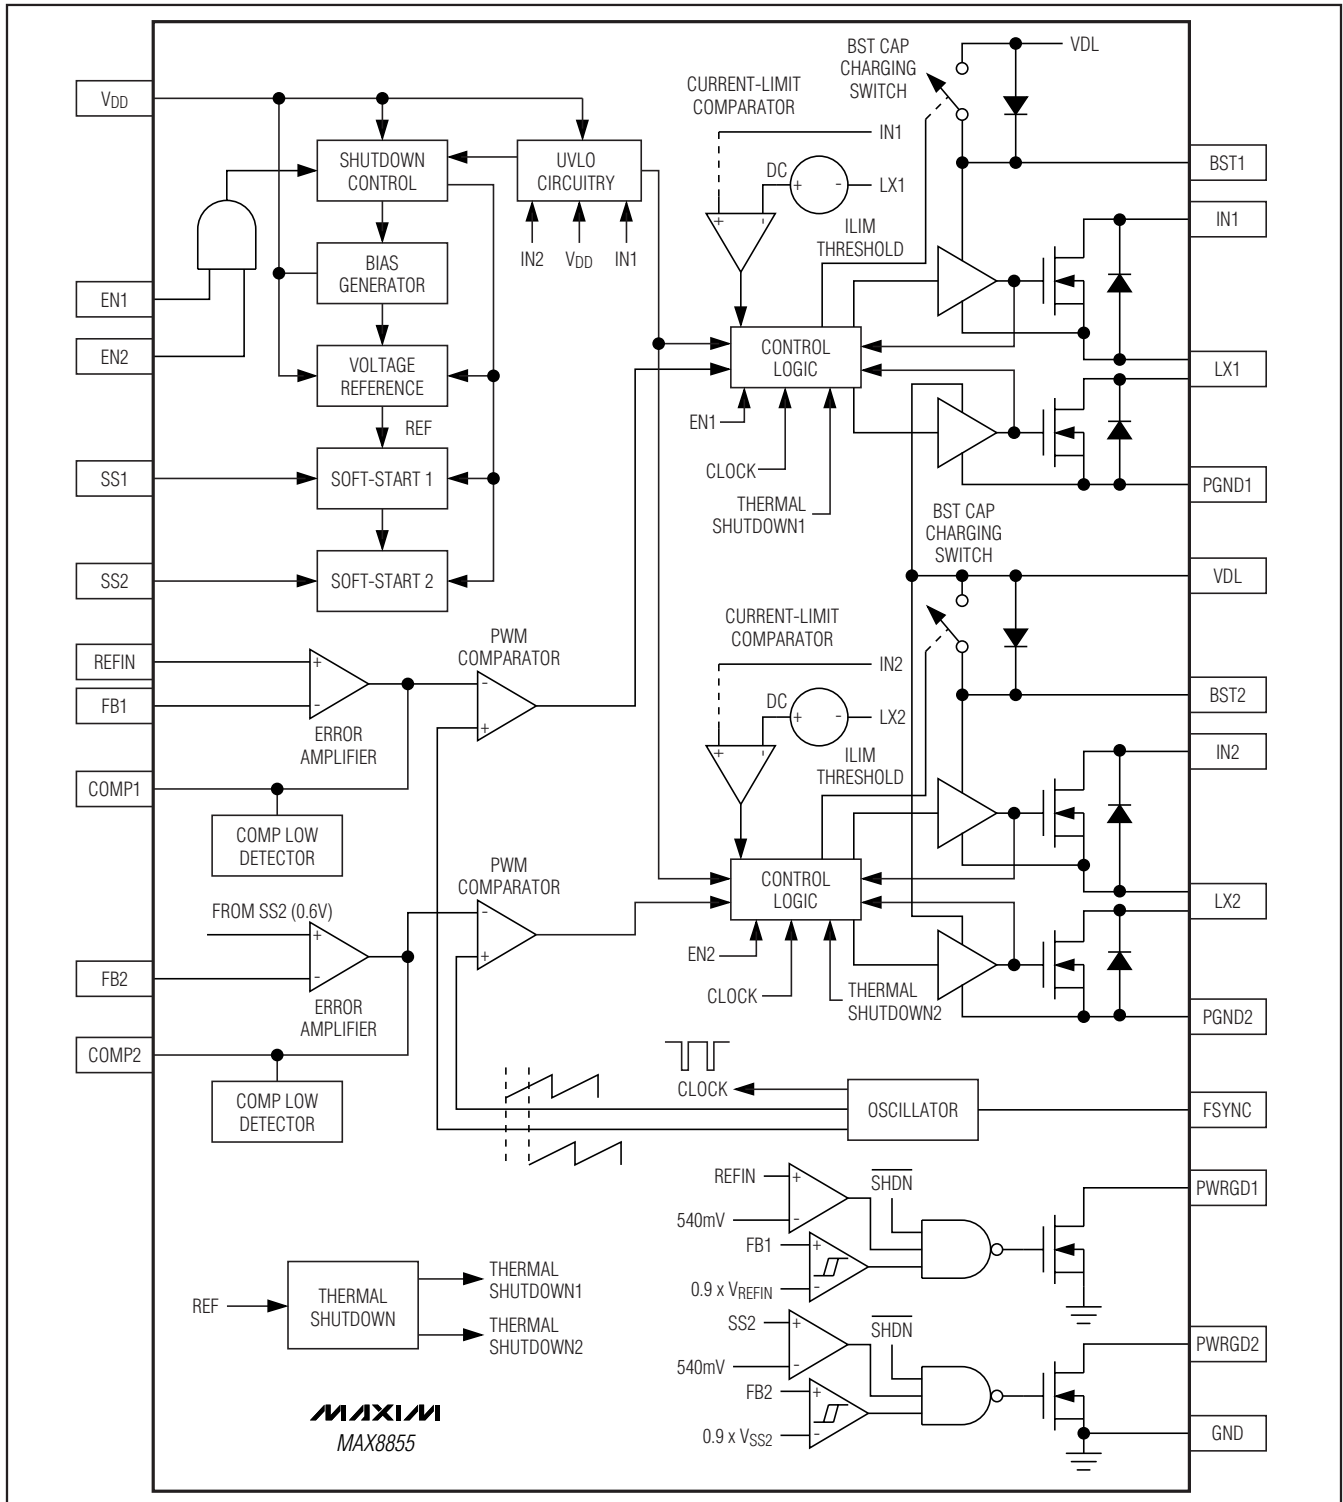 VDD
EN1
EN2
SS1
SS2
REFIN
FB1
COMP1
FB2
COMP2
SHUTDOWN
CONTROL
UVLO
CIRCUITRY
IN2
VDD
IN1
BIAS
GENERATOR
VOLTAGE
REFERENCE
REF
SOFT-START 1
SOFT-START 2
+
-
ERROR
AMPLIFIER
PWM
COMPARATOR
-
+
COMP LOW
DETECTOR
FROM SS2 (0.6V)
+
-
ERROR
AMPLIFIER
PWM
COMPARATOR
-
+
COMP LOW
DETECTOR
CURRENT-LIMIT
COMPARATOR
BST CAP
CHARGING
SWITCH
VDL
IN1
DC
+
-
LX1
+
-
ILIM
THRESHOLD
CONTROL
LOGIC
EN1
CLOCK
THERMAL
SHUTDOWN1
BST CAP
CHARGING
SWITCH
CURRENT-LIMIT
COMPARATOR
IN2
DC
+
-
LX2
+
-
ILIM
THRESHOLD
CONTROL
LOGIC
EN2
CLOCK
THERMAL
SHUTDOWN2
CLOCK
OSCILLATOR
REFIN
+
540mV
-
SHDN
FB1
+
0.9 x VREFIN
-
SS2
+
540mV
-
SHDN
FB2
+
0.9 x VSS2
-
REF
THERMAL
SHUTDOWN
THERMAL
SHUTDOWN1
THERMAL
SHUTDOWN2
MAXIM
MAX8855
BST1
IN1
LX1
PGND1
VDL
BST2
IN2
LX2
PGND2
FSYNC
PWRGD1
PWRGD2
GND